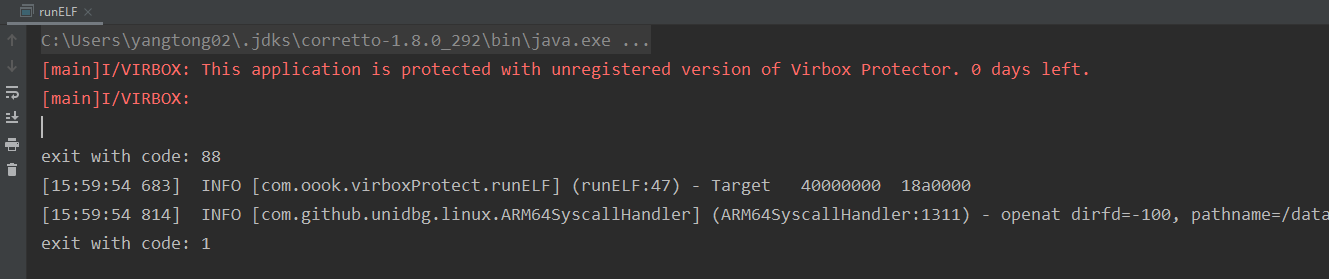 runELF
C:\Users\yangtong02\.jdks\corretto-1.8.0_292\bin\java.exe ...
[main]I/VIRBOX: This application is protected with unregistered version of Virbox Protector. 0 days left.
[main]I/VIRBOX:
exit with code: 88
[15:59:54 683]  INFO [com.oook.virboxProtect.runELF] (runELF:47) - Target   40000000  18a0000
[15:59:54 814]  INFO [com.github.unidbg.linux.ARM64SyscallHandler] (ARM64SyscallHandler:1311) - openat dirfd=-100, pathname=/data
exit with code: 1